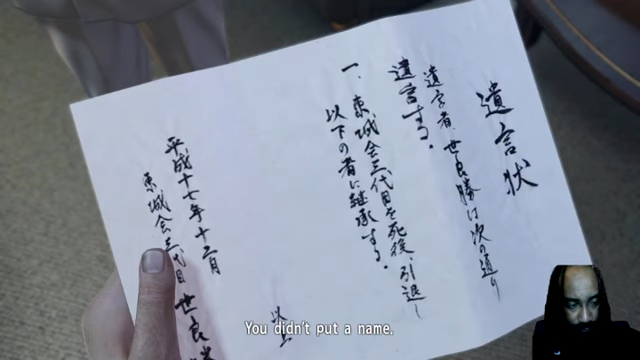 遺言状
遺言者、世良勝は次の通り
遺言する。
一、東城会三代目を死後、引退し
以下の者に継承する。
以上
平成十七年十二月
東城会三代目 世良勝
You didn't put a name.